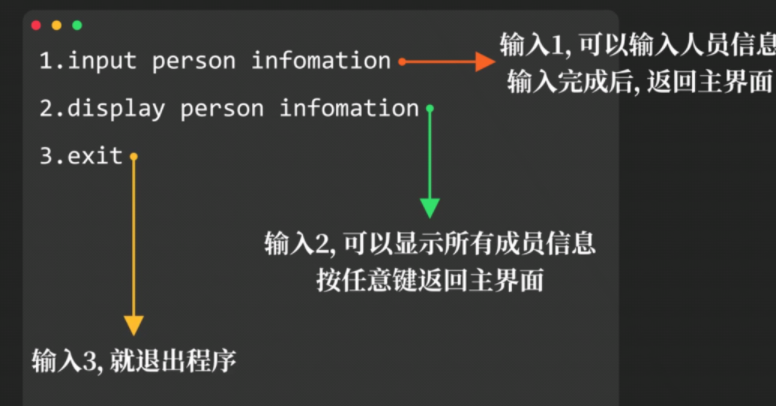 1.input person infomation
输入1, 可以输入人员信息
输入完成后, 返回主界面
2.display person infomation
3.exit
输入2, 可以显示所有成员信息
按任意键返回主界面
输入3, 就退出程序